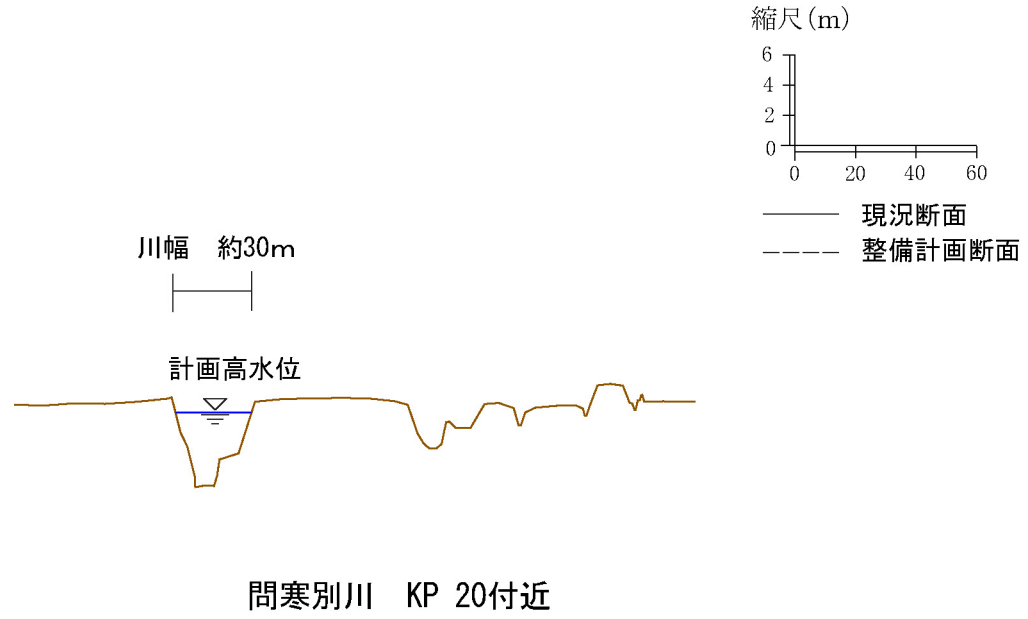 縮尺(m)
6
4
2
0
0 20 40 60
現況断面
整備計画断面
川幅　約30m
計画高水位
問寒別川　KP 20付近